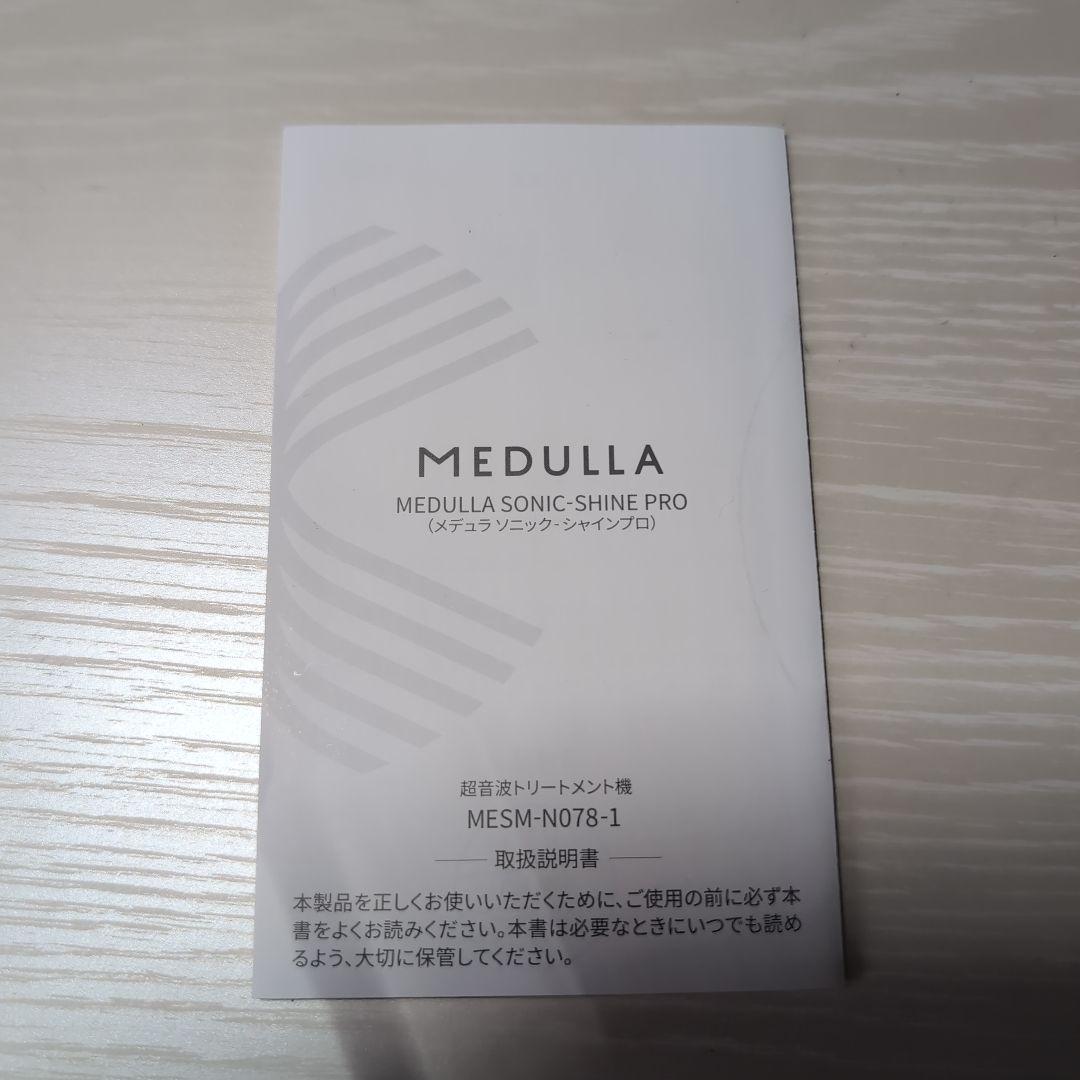 MEDULLA
MEDULLA SONIC-SHINE PRO
（メデュラ ソニック - シャインプロ）
超音波トリートメント機
MESM-N078-1
取扱説明書
本製品を正しくお使いいただくために、ご使用の前に必ず本
書をよくお読みください。本書は必要なときにいつでも読め
るよう、大切に保管してください。